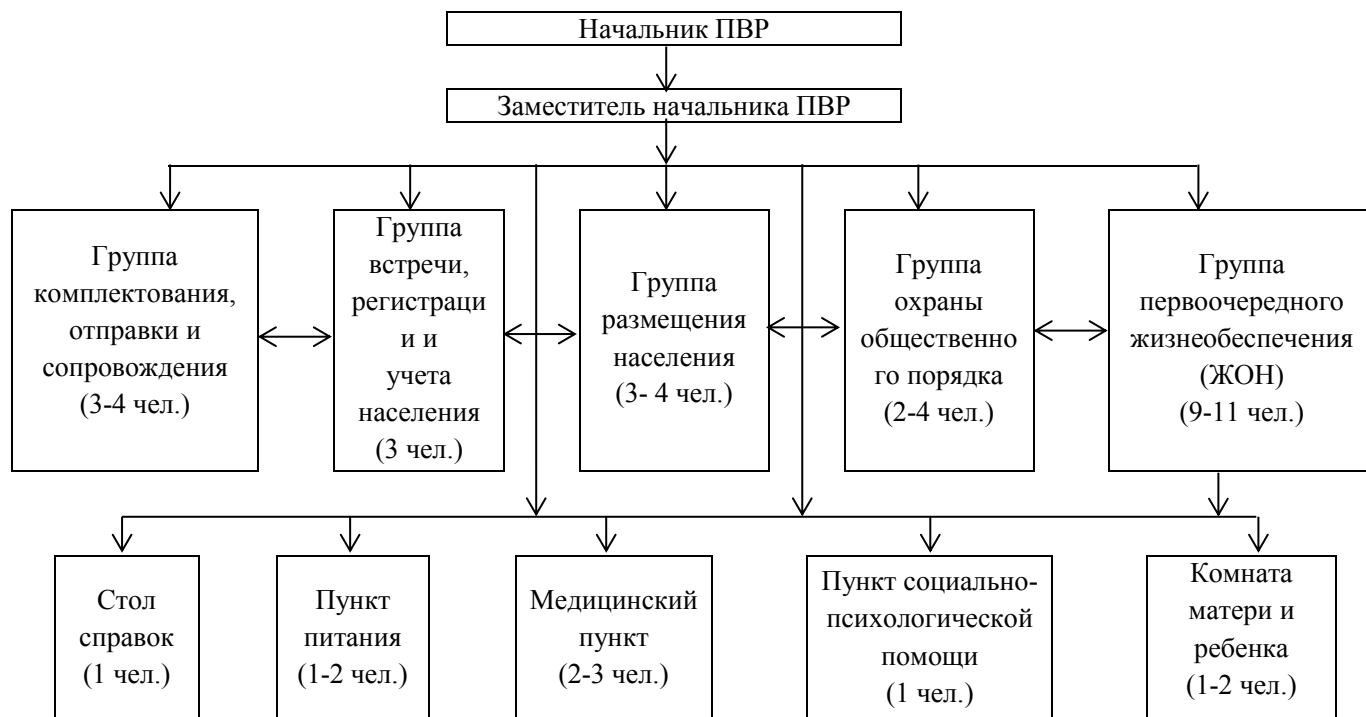 Начальник ПВР
Заместитель начальника ПВР
Группа
комплектования,
отправки и
сопровождения
(3-4 чел.)
Группа
встречи,
регистраци
и и
учета
населения
(3 чел.)
Группа
размещения
населения
(3- 4 чел.)
Группа
охраны
общественно
го порядка
(2-4 чел.)
Группа
первоочередного
жизнеобеспечения
(ЖОН)
(9-11 чел.)
Стол
справок
(1 чел.)
Пункт
питания
(1-2 чел.)
Медицинский
пункт
(2-3 чел.)
Пункт социально-
психологической
помощи
(1 чел.)
Комната
матери и
ребенка
(1-2 чел.)